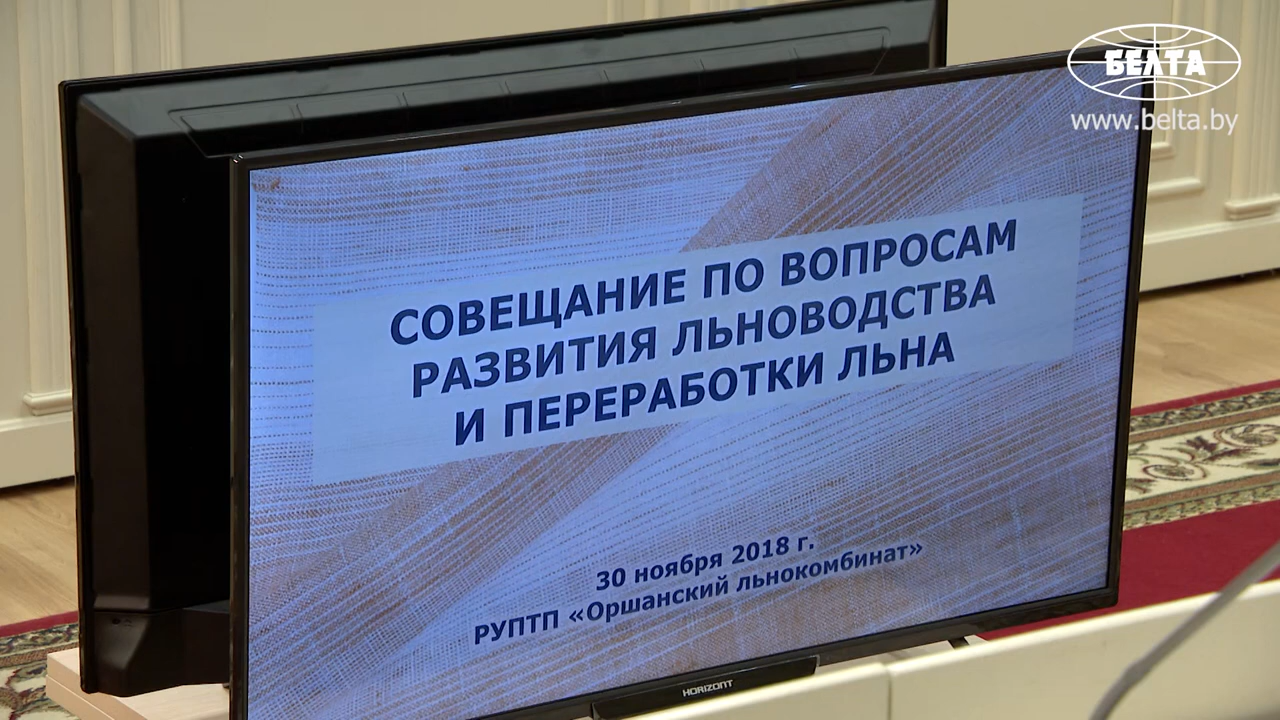 БЕЛТА
www.belta.by
СОВЕЩАНИЕ ПО ВОПРОСАМ
РАЗВИТИЯ ЛЬНОВОДСТВА
И ПЕРЕРАБОТКИ ЛЬНА
30 ноября 2018 г.
РУПТП «Оршанский льнокомбинат»
HORIZONT